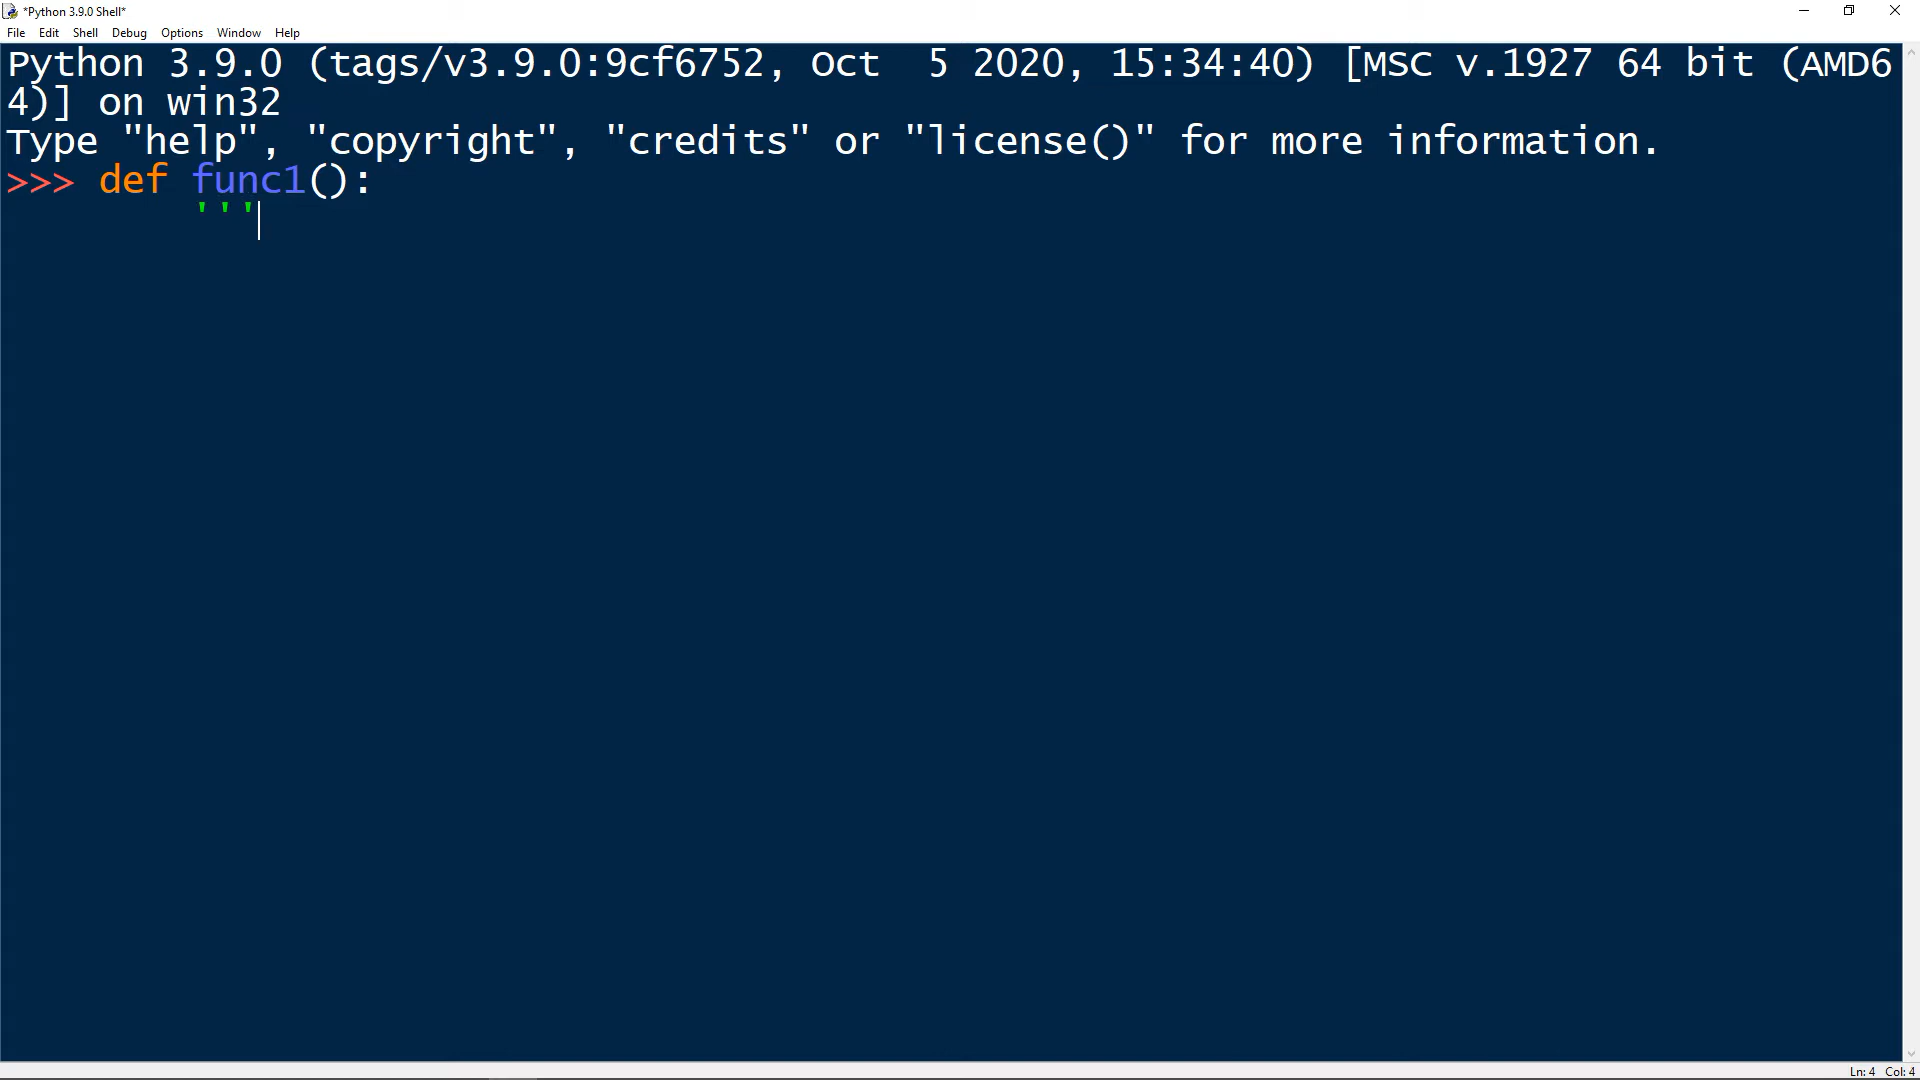 *Python 3.9.0 Shell*
File Edit Shell Debug Options Window Help
Python 3.9.0 (tags/v3.9.0:9cf6752, Oct  5 2020, 15:34:40) [MSC v.1927 64 bit (AMD6
4)] on win32
Type "help", "copyright", "credits" or "license()" for more information.
>>> def func1():
        '''
Ln: 4 Col: 4